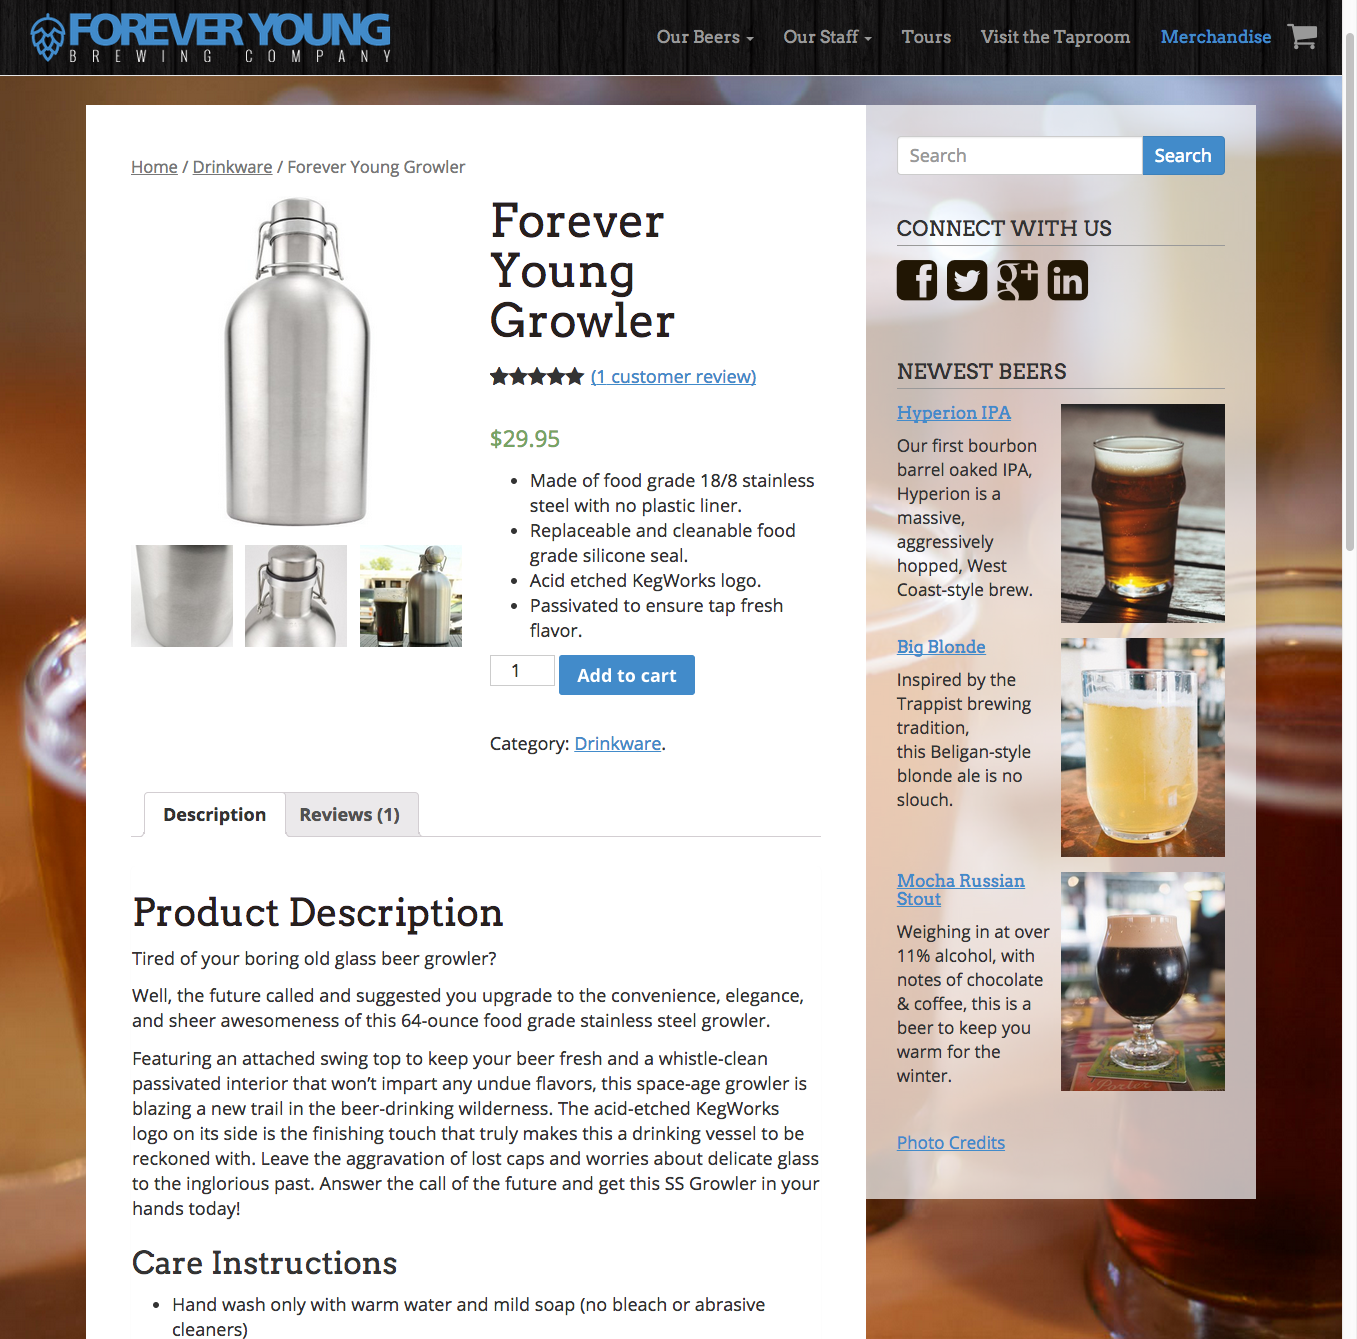 FOREVER YOUNG
BREWING COMPANY
Our Beers
Our Staff
Tours
Visit the Taproom
Merchandise
Home / Drinkware / Forever Young Growler
Forever
Young
Growler
(1 customer review)
$29.95
• Made of food grade 18/8 stainless
steel with no plastic liner.
• Replaceable and cleanable food
grade silicone seal.
• Acid etched KegWorks logo.
• Passivated to ensure tap fresh
flavor.
1
Add to cart
Category: Drinkware.
Description
Reviews (1)
Product Description
Tired of your boring old glass beer growler?
Well, the future called and suggested you upgrade to the convenience, elegance,
and sheer awesomeness of this 64-ounce food grade stainless steel growler.
Featuring an attached swing top to keep your beer fresh and a whistle-clean
passivated interior that won’t impart any undue flavors, this space-age growler is
blazing a new trail in the beer-drinking wilderness. The acid-etched KegWorks
logo on its side is the finishing touch that truly makes this a drinking vessel to be
reckoned with. Leave the aggravation of lost caps and worries about delicate glass
to the inglorious past. Answer the call of the future and get this SS Growler in your
hands today!
Care Instructions
• Hand wash only with warm water and mild soap (no bleach or abrasive
cleaners)
Search
Search
CONNECT WITH US
NEWEST BEERS
Hyperion IPA
Our first bourbon
barrel oaked IPA,
Hyperion is a
massive,
aggressively
hopped, West
Coast-style brew.
Big Blonde
Inspired by the
Trappist brewing
tradition,
this Beligan-style
blonde ale is no
slouch.
Mocha Russian
Stout
Weighing in at over
11% alcohol, with
notes of chocolate
& coffee, this is a
beer to keep you
warm for the
winter.
Photo Credits